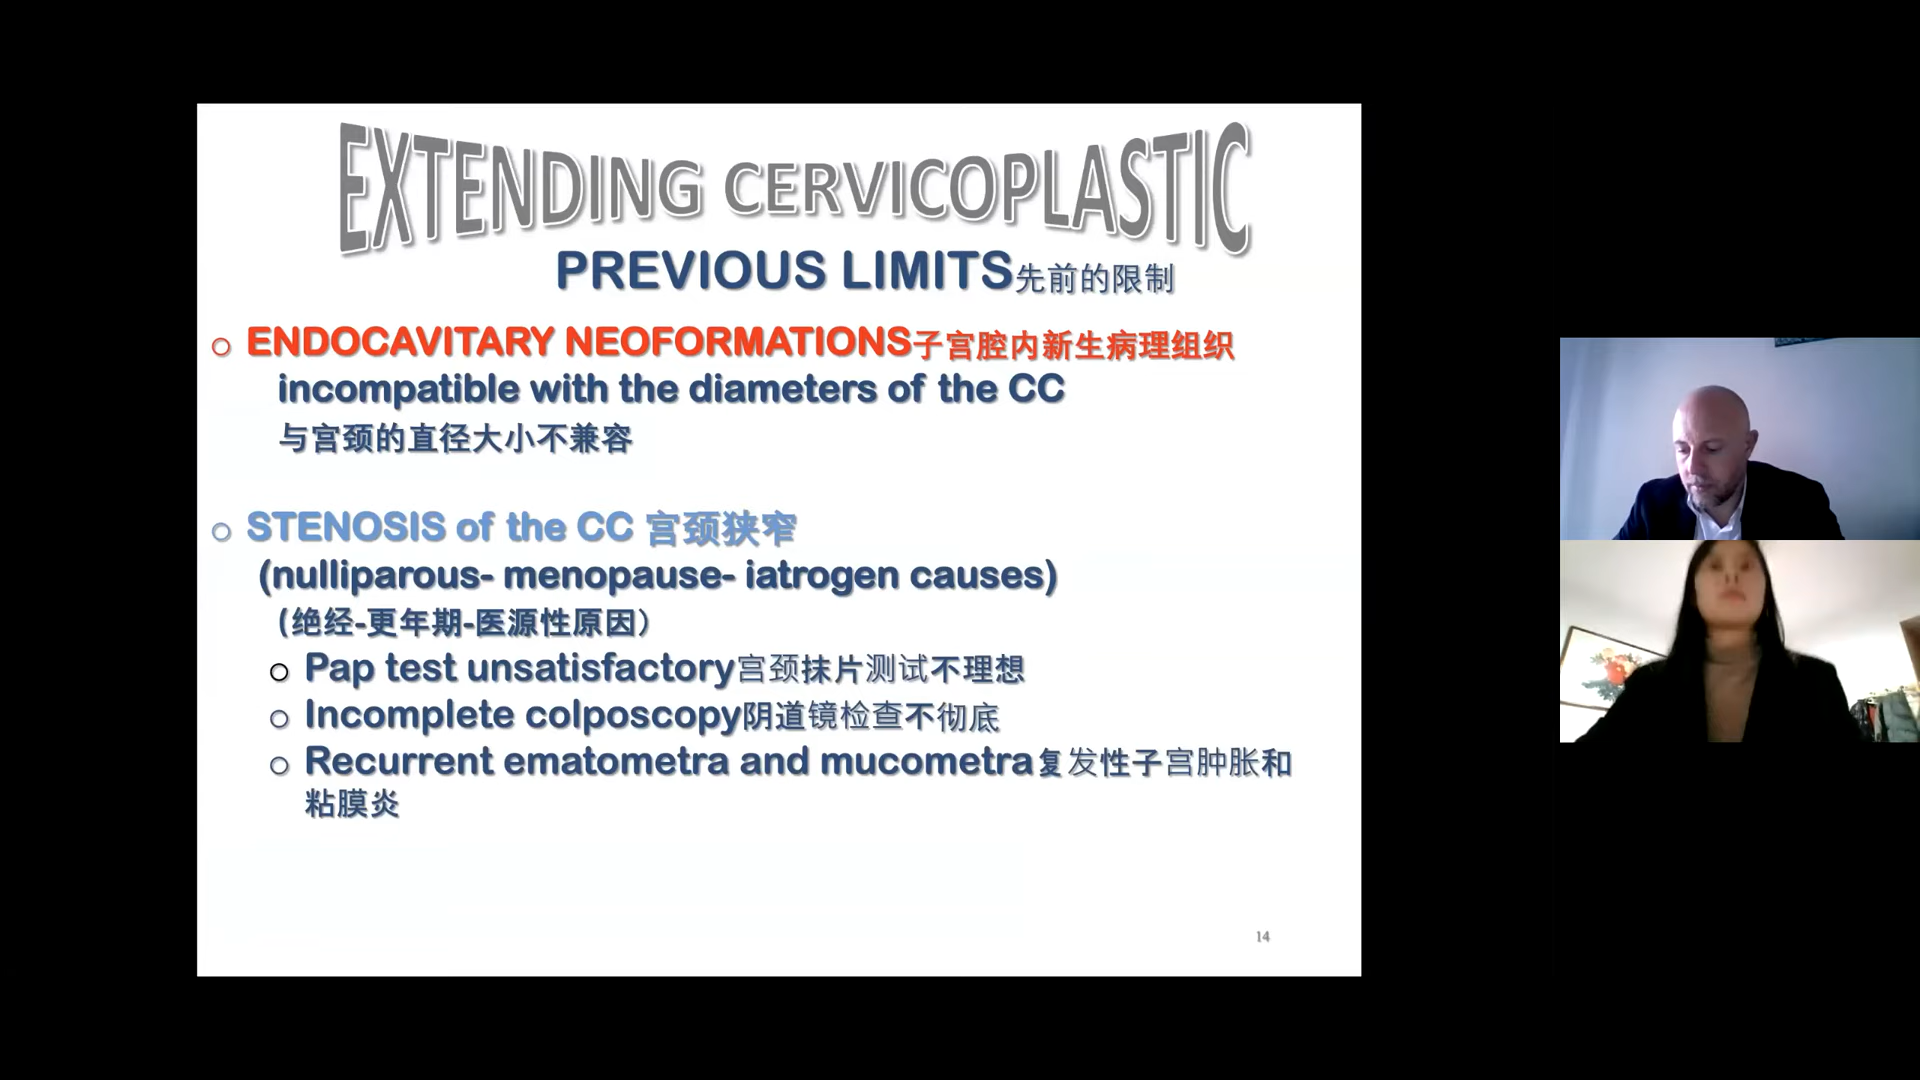 EXTENDING CERVICOPLASTIC
PREVIOUS LIMITS先前的限制
ENDOCAVITARY NEOFORMATIONS子宫腔内新生病理组织
incompatible with the diameters of the CC
与宫颈的直径大小不兼容
STENOSIS of the CC 宫颈狭窄
(nulliparous- menopause- iatrogen causes)
(绝经-更年期-医源性原因）
Pap test unsatisfactory宫颈抹片测试不理想
Incomplete colposcopy阴道镜检查不彻底
Recurrent ematometra and mucometra复发性子宫肿胀和
粘膜炎
14